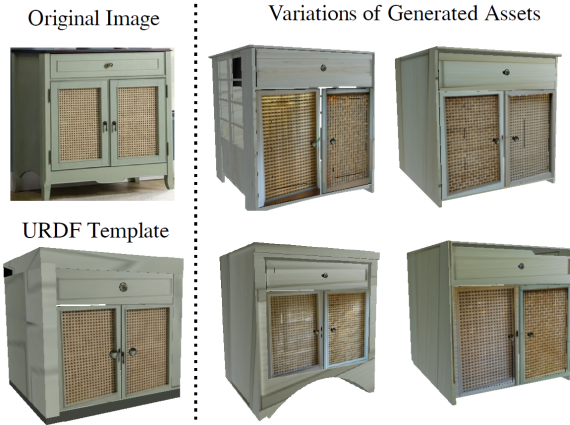 Original Image
Variations of Generated Assets
URDF Template